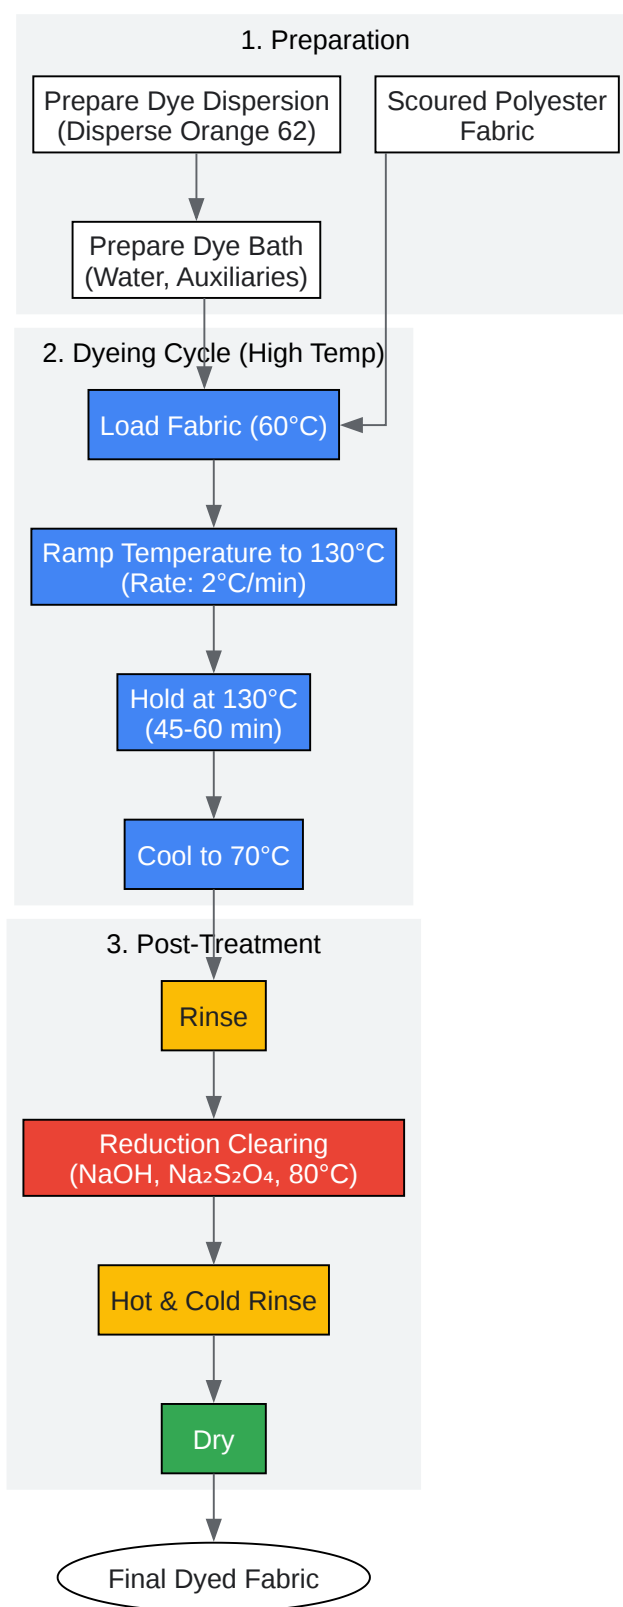 1. Preparation
Prepare Dye Dispersion
(Disperse Orange 62)
Scoured Polyester
Fabric
Prepare Dye Bath
(Water, Auxiliaries)
2. Dyeing Cycle (High Temp)
Load Fabric (60°C)
Ramp Temperature to 130°C
(Rate: 2°C/min)
Hold at 130°C
(45-60 min)
Cool to 70°C
3. Post-Treatment
Rinse
Reduction Clearing
(NaOH, Na₂S₂O₄, 80°C)
Hot & Cold Rinse
Dry
Final Dyed Fabric